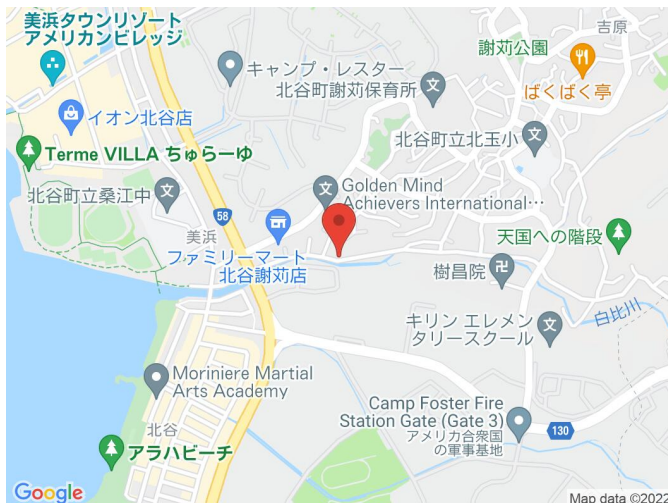 美浜タウンリゾート
アメリカンビレッジ
吉原
謝苅公園
キャンプ・レスター
北谷町謝苅保育所
ばくばく亭
イオン北谷店
北谷町立北玉小
Terme VILLA ちゅらーゆ
北谷町立桑江中
Golden Mind
Achievers International…
58
美浜
天国への階段
ファミリーマート
北谷謝苅店
樹昌院
白比川
キリン エレメン
タリースクール
Moriniere Martial
Arts Academy
Camp Foster Fire
Station Gate (Gate 3)
アメリカ合衆国
の軍事基地
130
北谷
アラハビーチ
Google
Map data ©2022